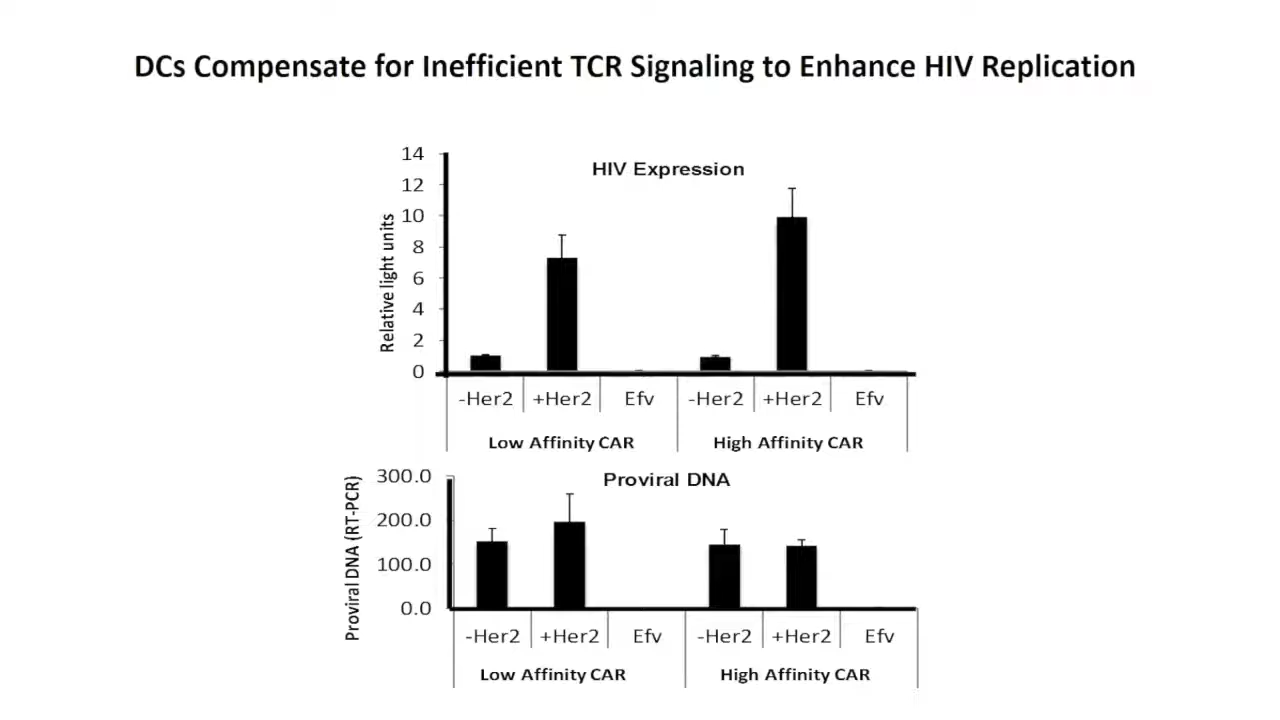 DCs Compensate for Inefficient TCR Signaling to Enhance HIV Replication
HIV Expression
Relative light units
14
12
10
8
6
4
2
0
-Her2 +Her2 Efv -Her2 +Her2 Efv
Low Affinity CAR High Affinity CAR
Proviral DNA
Proviral DNA (RT-PCR)
300.0
200.0
100.0
0.0
-Her2 +Her2 Efv -Her2 +Her2 Efv
Low Affinity CAR High Affinity CAR